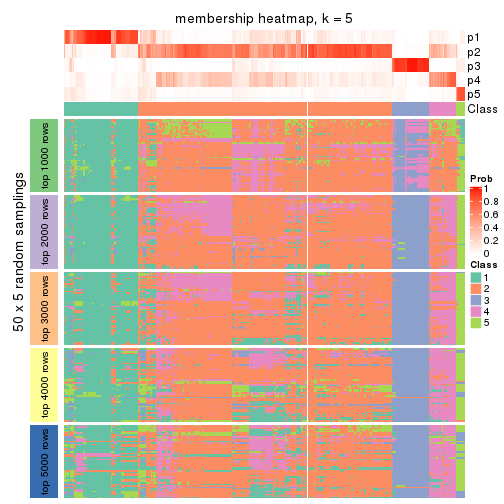 membership heatmap, k = 5
p1
p2
p3
p4
p5
Class
50 x 5 random samplings
top 1000 rows
top 2000 rows
top 3000 rows
top 4000 rows
top 5000 rows
Prob
1
0.8
0.6
0.4
0.2
0
Class
1
2
3
4
5